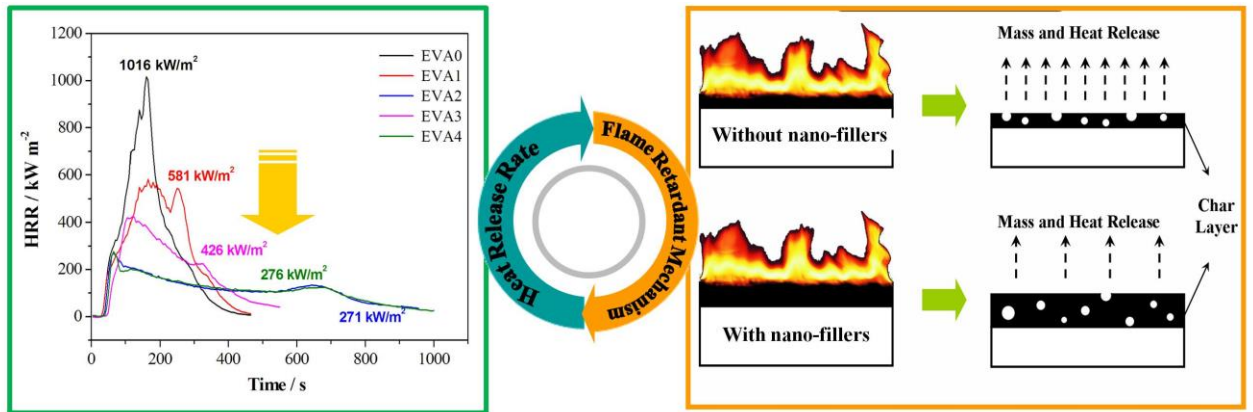 1200
1000
800
600
400
200
0
HRR / kW m⁻²
0
200
400
600
800
1000
Time / s
1016 kW/m²
581 kW/m²
426 kW/m²
276 kW/m²
271 kW/m²
EVA0
EVA1
EVA2
EVA3
EVA4
Heat Release Rate
Flame Retardant Mechanism
Without nano-fillers
Mass and Heat Release
With nano-fillers
Mass and Heat Release
Char
Layer